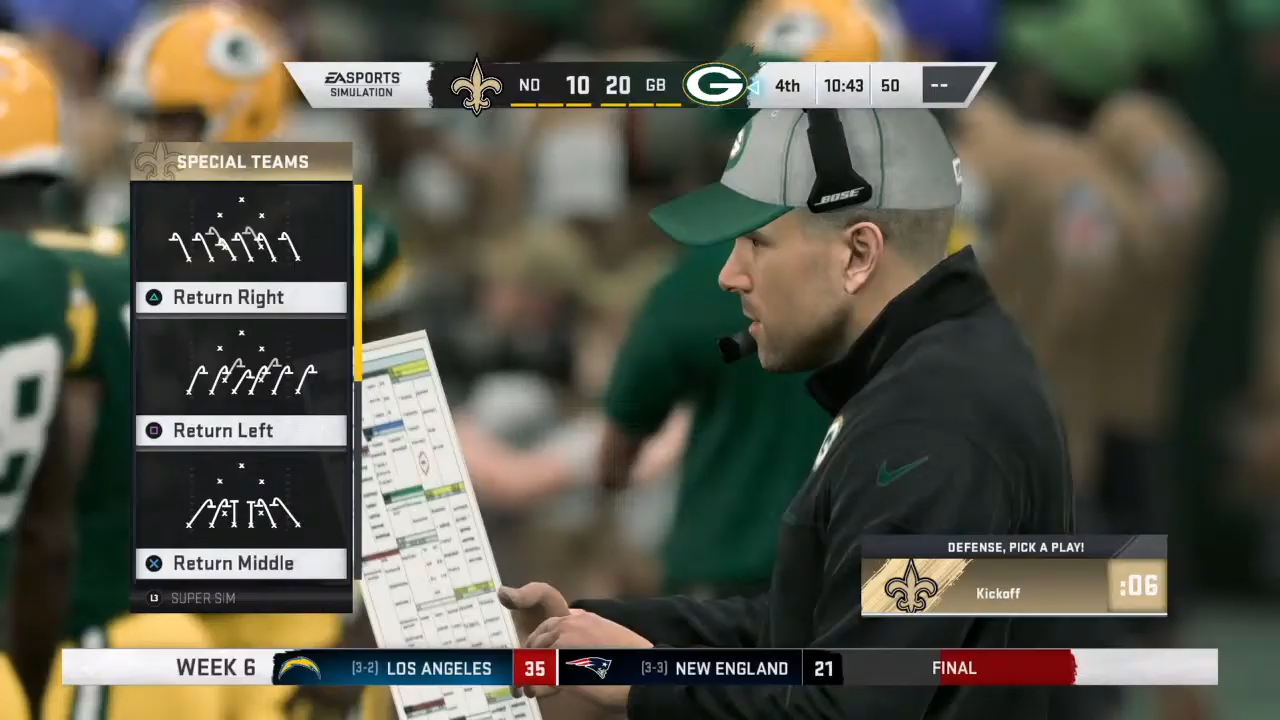 EA SPORTS
SIMULATION
NO 10 20 GB G 4th 10:43 50 --
SPECIAL TEAMS
Return Right
Return Left
Return Middle
L3 SUPER SIM
BOSE
DEFENSE, PICK A PLAY!
Kickoff :06
WEEK 6 [3-2] LOS ANGELES 35 [3-3] NEW ENGLAND 21 FINAL